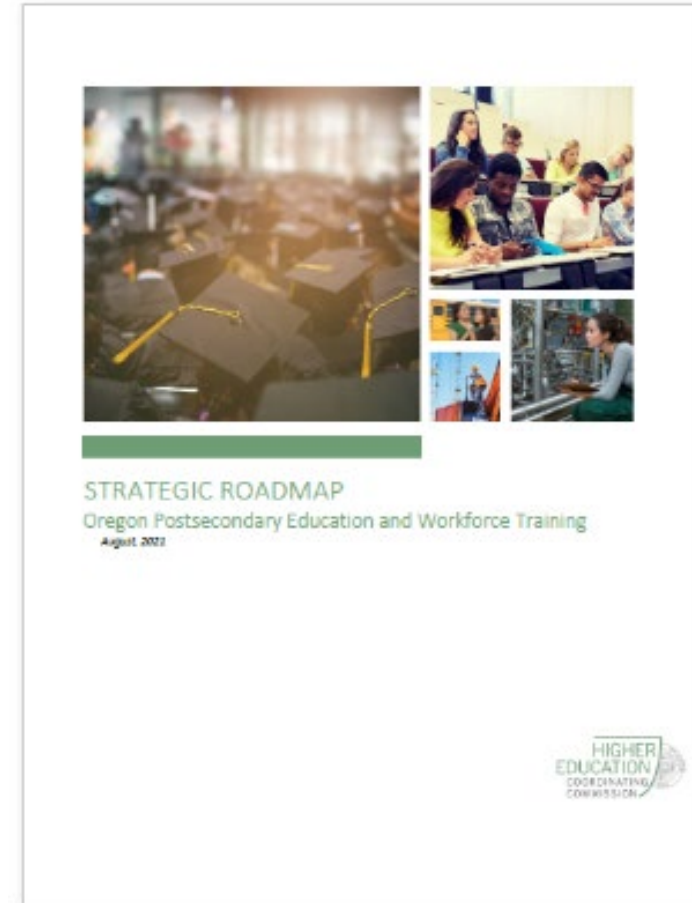 STRATEGIC ROADMAP
Oregon Postsecondary Education and Workforce Training
August, 2021
HIGHER
EDUCATION
COORDINATING
COMMISSION